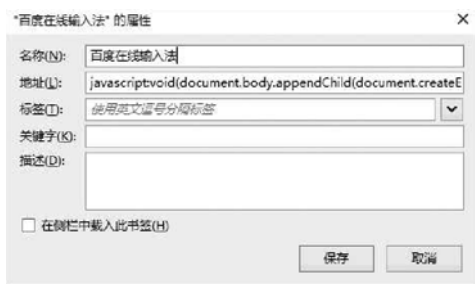 "百度在线输入法" 的属性
名称(N): 百度在线输入法
地址(L): javascript:void(document.body.appendChild(document.createE
标签(T): 使用英文逗号分隔标签
关键字(K):
描述(D):
在侧栏中载入此书签(H)
保存 取消